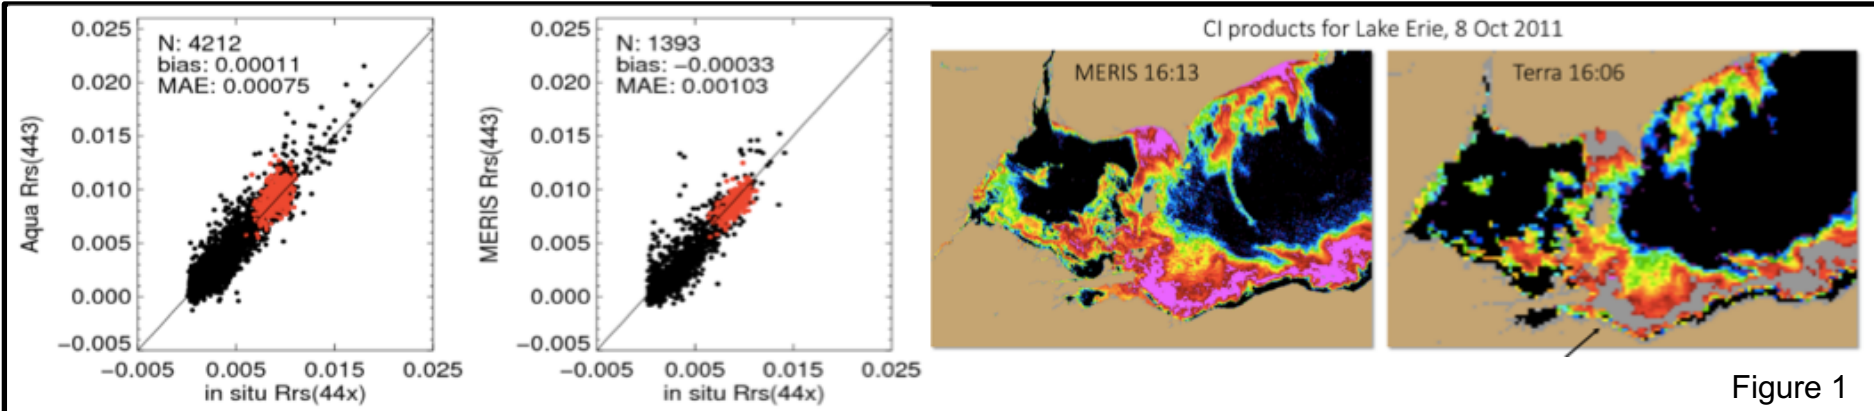 0.025
0.020
0.015
0.010
0.005
0.000
−0.005
Aqua Rrs(443)
N: 4212
bias: 0.00011
MAE: 0.00075
−0.005
0.005
0.015
0.025
in situ Rrs(44x)
0.025
0.020
0.015
0.010
0.005
0.000
−0.005
MERIS Rrs(443)
N: 1393
bias: −0.00033
MAE: 0.00103
−0.005
0.005
0.015
0.025
in situ Rrs(44x)
CI products for Lake Erie, 8 Oct 2011
MERIS 16:13
Terra 16:06
Figure 1